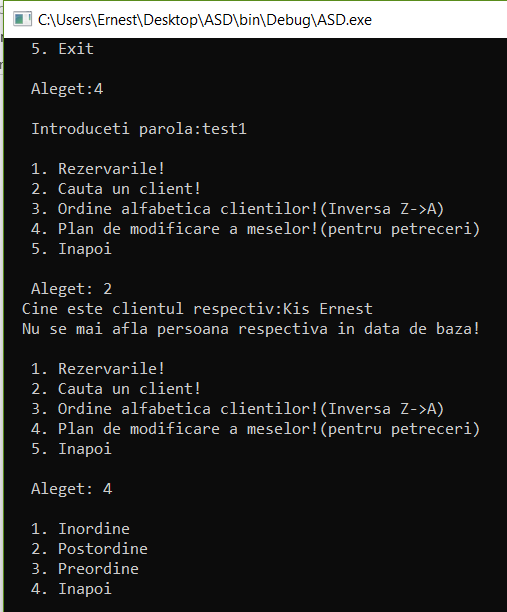 C:\Users\Ernest\Desktop\ASD\bin\Debug\ASD.exe
5. Exit
Aleget:4
Introduceti parola:test1
1. Rezervarile!
2. Cauta un client!
3. Ordine alfabetica clientilor!(Inversa Z->A)
4. Plan de modificare a meselor!(pentru petreceri)
5. Inapoi
Aleget: 2
Cine este clientul respectiv:Kis Ernest
Nu se mai afla persoana respectiva in data de baza!
1. Rezervarile!
2. Cauta un client!
3. Ordine alfabetica clientilor!(Inversa Z->A)
4. Plan de modificare a meselor!(pentru petreceri)
5. Inapoi
Aleget: 4
1. Inordine
2. Postordine
3. Preordine
4. Inapoi